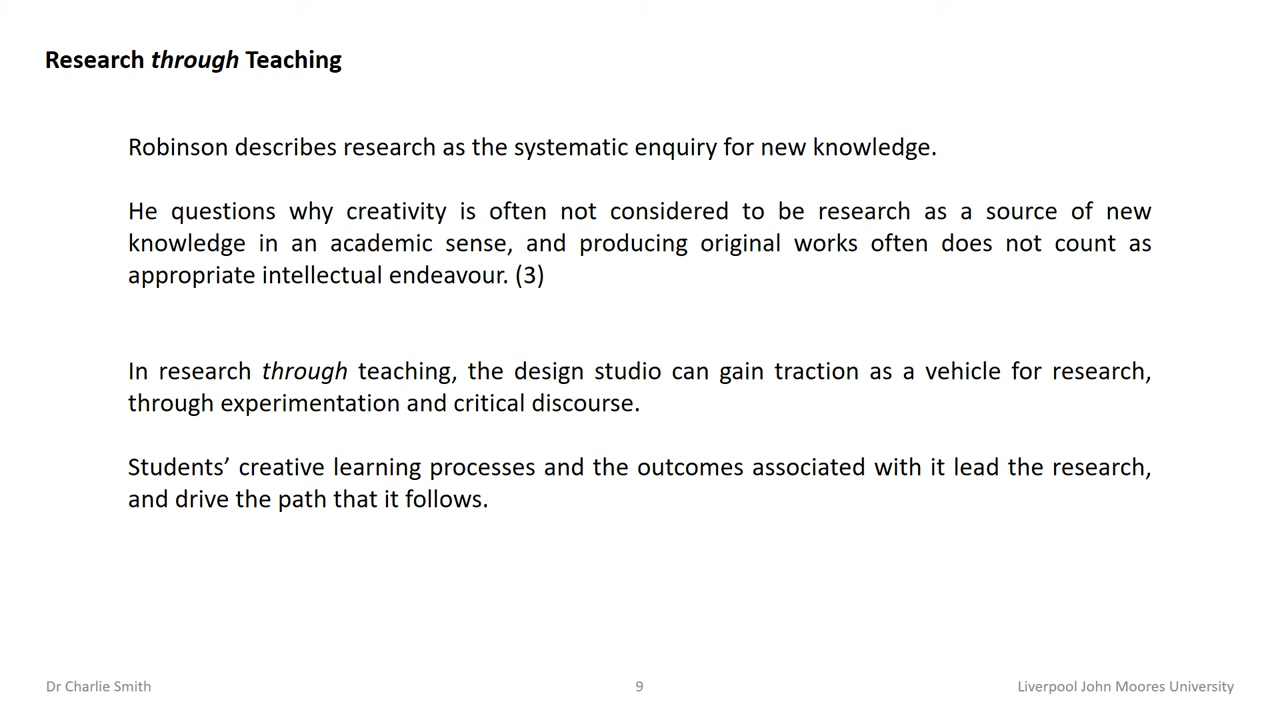 Research through Teaching
Robinson describes research as the systematic enquiry for new knowledge.
He questions why creativity is often not considered to be research as a source of new
knowledge in an academic sense, and producing original works often does not count as
appropriate intellectual endeavour. (3)
In research through teaching, the design studio can gain traction as a vehicle for research,
through experimentation and critical discourse.
Students’ creative learning processes and the outcomes associated with it lead the research,
and drive the path that it follows.
Dr Charlie Smith
9
Liverpool John Moores University